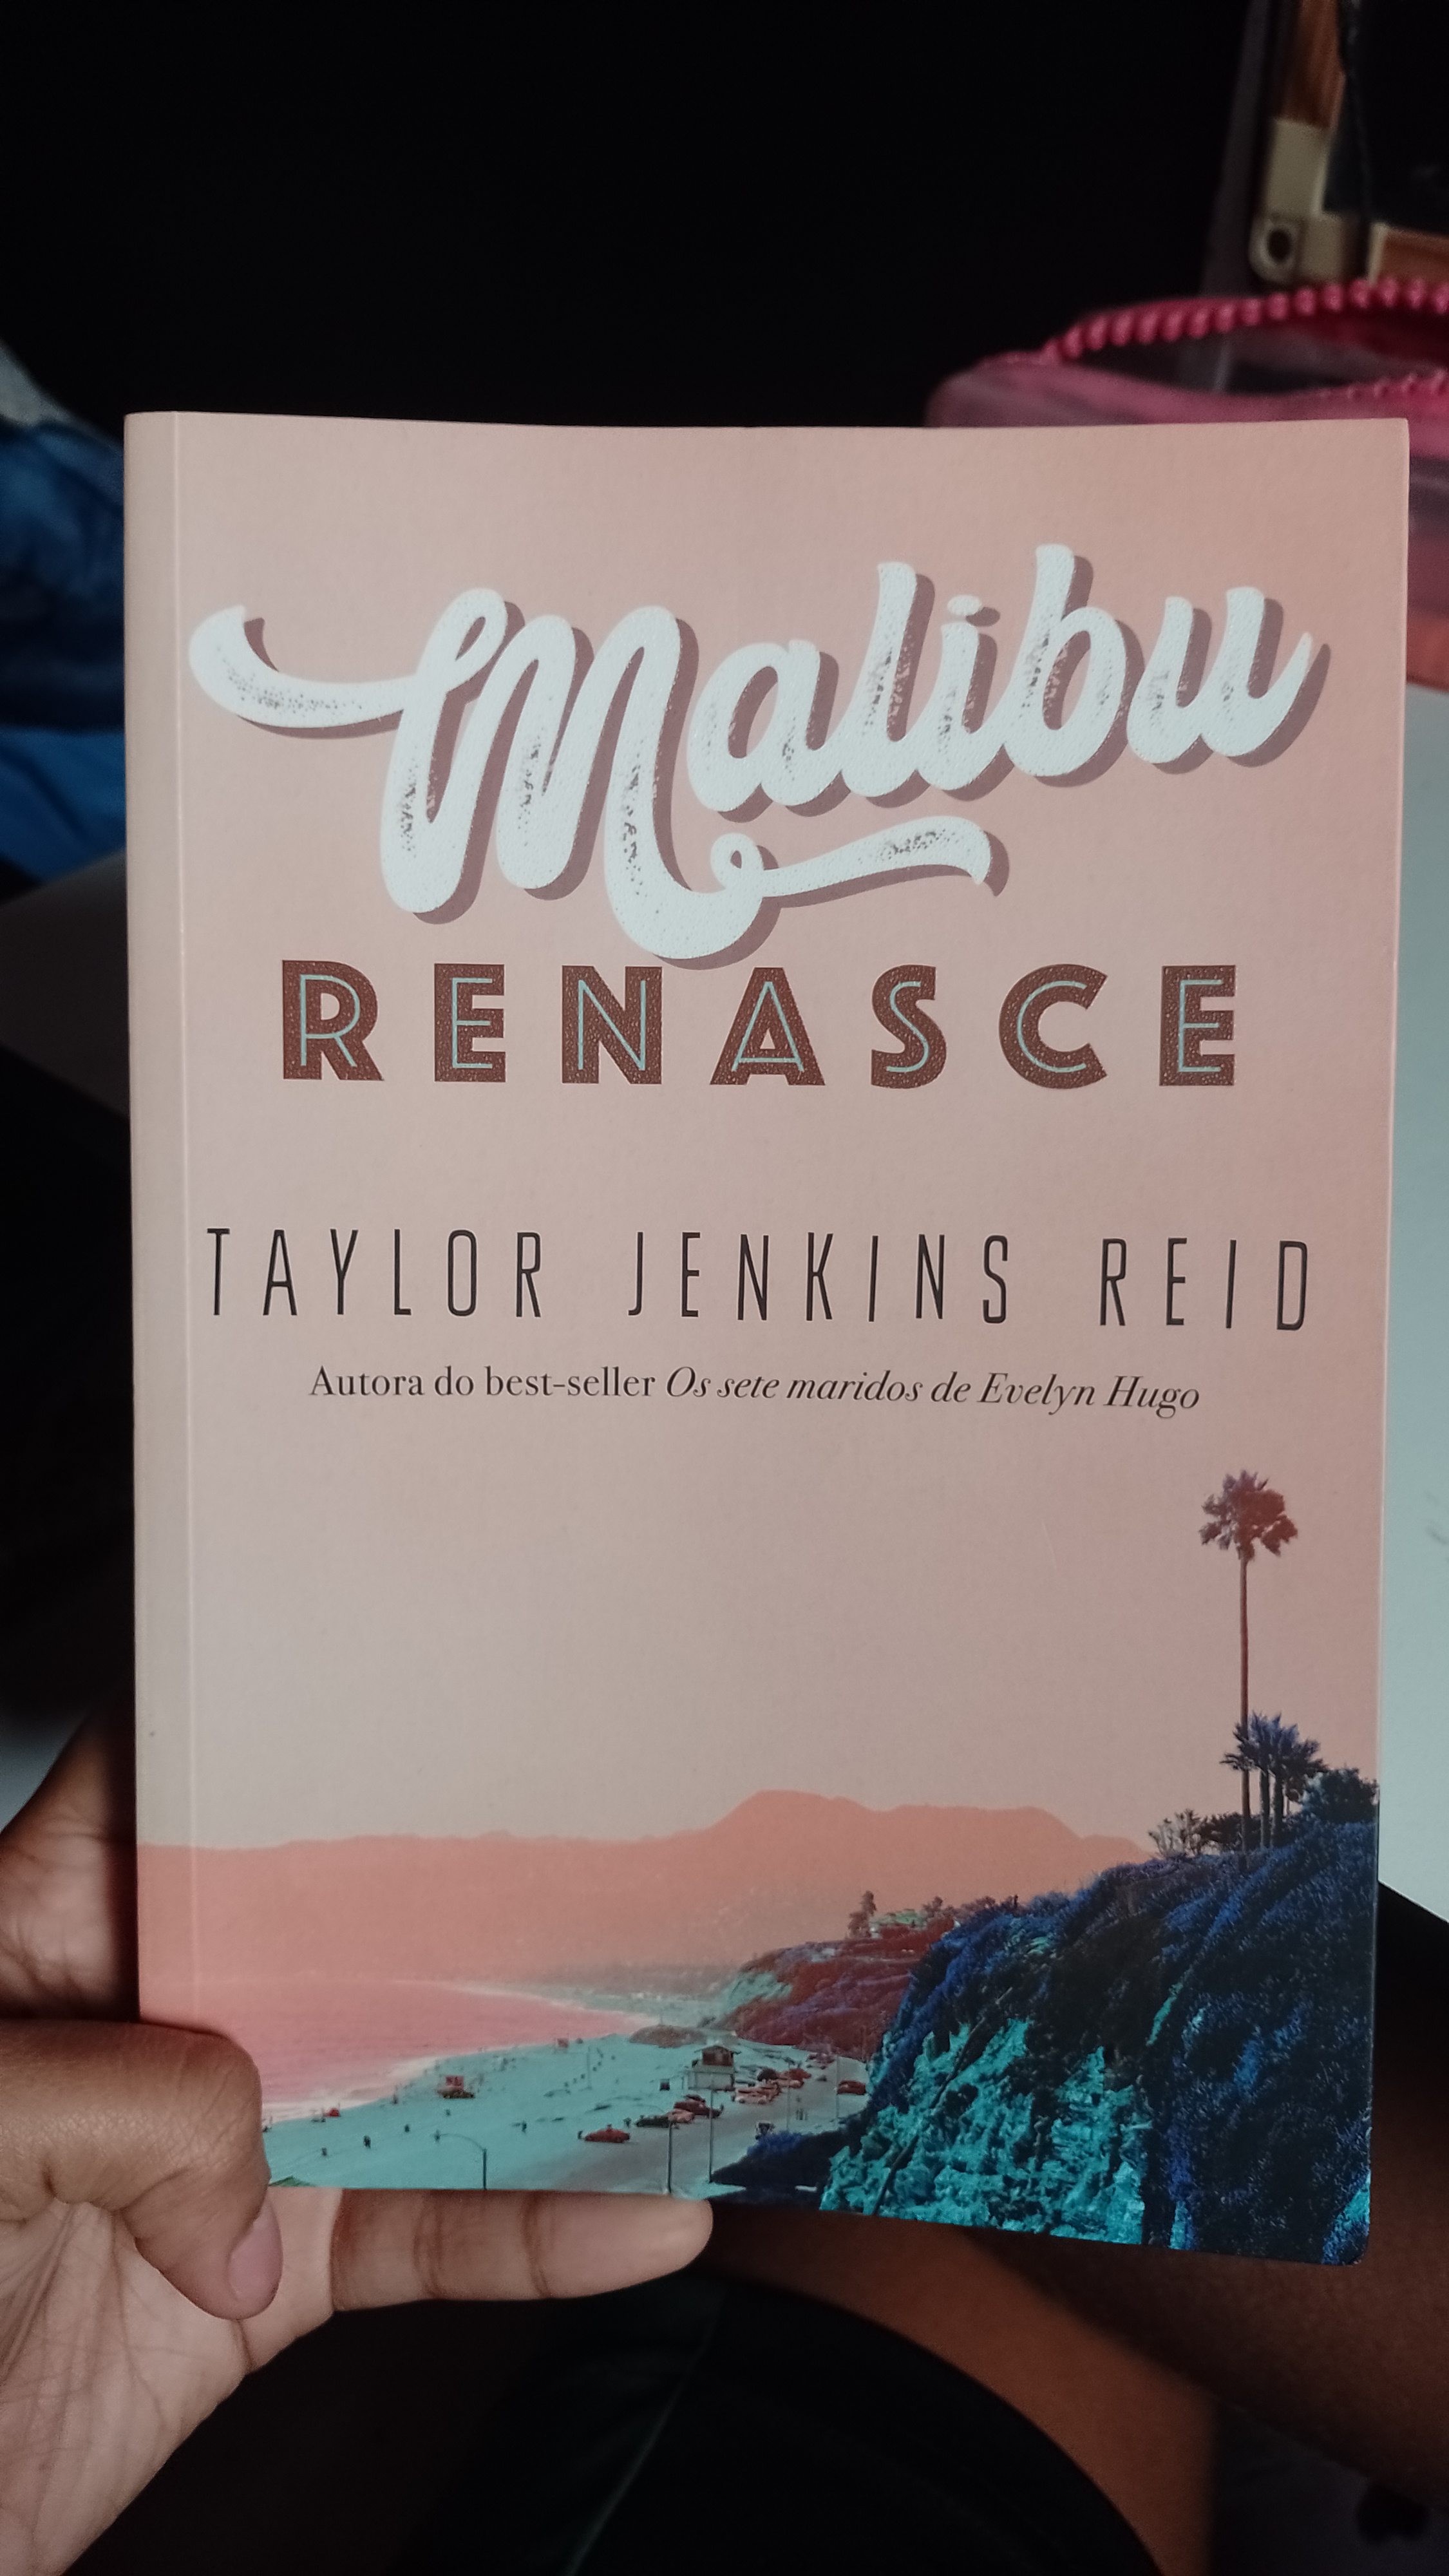 Malibu
RENASCE
TAYLOR JENKINS REID
Autora do best-seller Os sete maridos de Evelyn Hugo